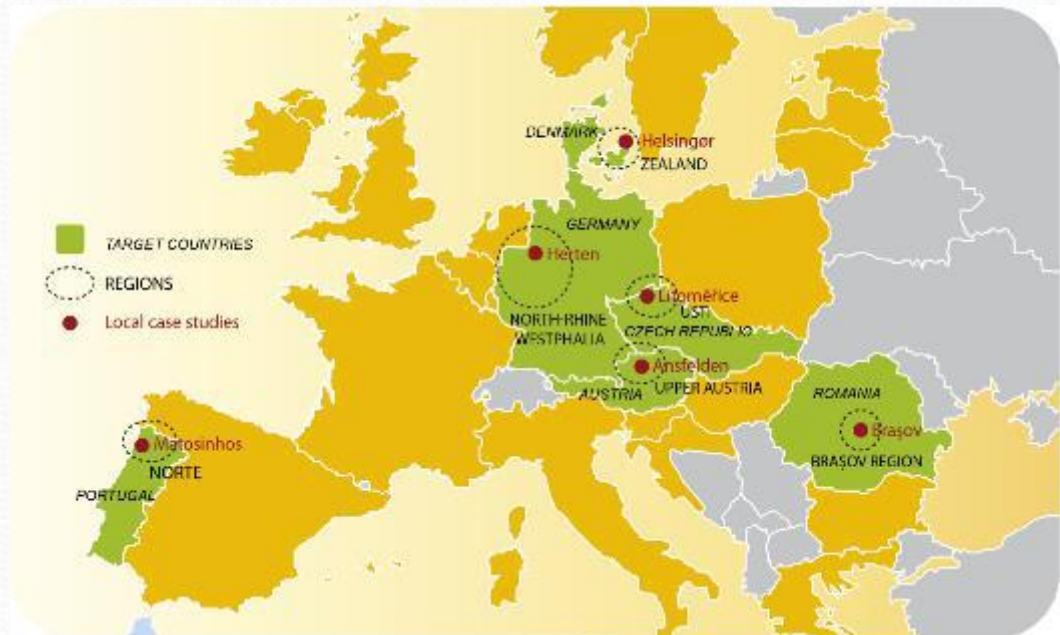 DENMARK
Helsingør
ZEALAND
GERMANY
TARGET COUNTRIES
Herten
REGIONS
Litoměřice
USTI
Local case studies
NORTH-RHINE
WESTPHALIA
CZECH REPUBLIC
Ansfelden
UPPER AUSTRIA
AUSTRIA
ROMANIA
Brașov
BRAȘOV REGION
Matosinhos
NORTE
PORTUGAL